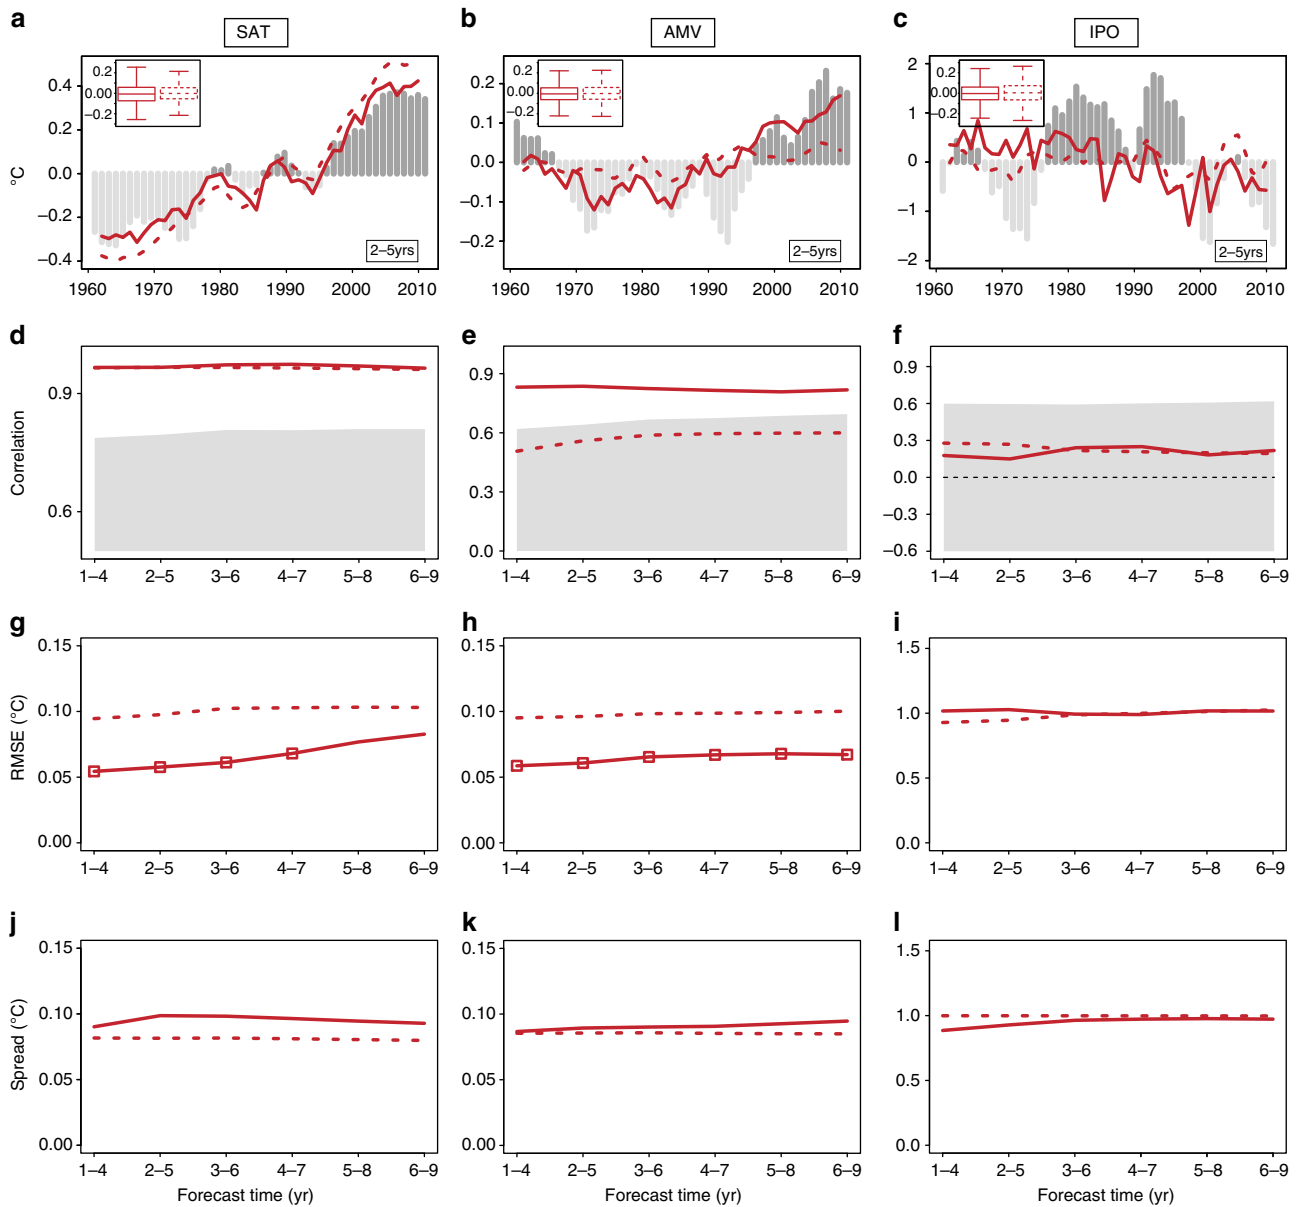 a
SAT
b
AMV
c
IPO
°C
0.4
0.2
0.0
−0.2
−0.4
0.2
0.00
−0.2
2–5yrs
1960 1970 1980 1990 2000 2010
0.2
0.1
0.0
−0.1
−0.2
0.2
0.00
−0.2
2–5yrs
1960 1970 1980 1990 2000 2010
2
1
0
−1
−2
0.2
0.00
−0.2
2–5yrs
1960 1970 1980 1990 2000 2010
d
Correlation
0.9
0.6
1–4 2–5 3–6 4–7 5–8 6–9
e
0.9
0.6
0.3
0.0
1–4 2–5 3–6 4–7 5–8 6–9
f
0.9
0.6
0.3
0.0
−0.3
−0.6
1–4 2–5 3–6 4–7 5–8 6–9
g
RMSE (°C)
0.15
0.10
0.05
0.00
1–4 2–5 3–6 4–7 5–8 6–9
h
0.15
0.10
0.05
0.00
1–4 2–5 3–6 4–7 5–8 6–9
i
1.5
1.0
0.5
0.0
1–4 2–5 3–6 4–7 5–8 6–9
j
Spread (°C)
0.15
0.10
0.05
0.00
1–4 2–5 3–6 4–7 5–8 6–9
Forecast time (yr)
k
0.15
0.10
0.05
0.00
1–4 2–5 3–6 4–7 5–8 6–9
Forecast time (yr)
l
1.5
1.0
0.5
0.0
1–4 2–5 3–6 4–7 5–8 6–9
Forecast time (yr)